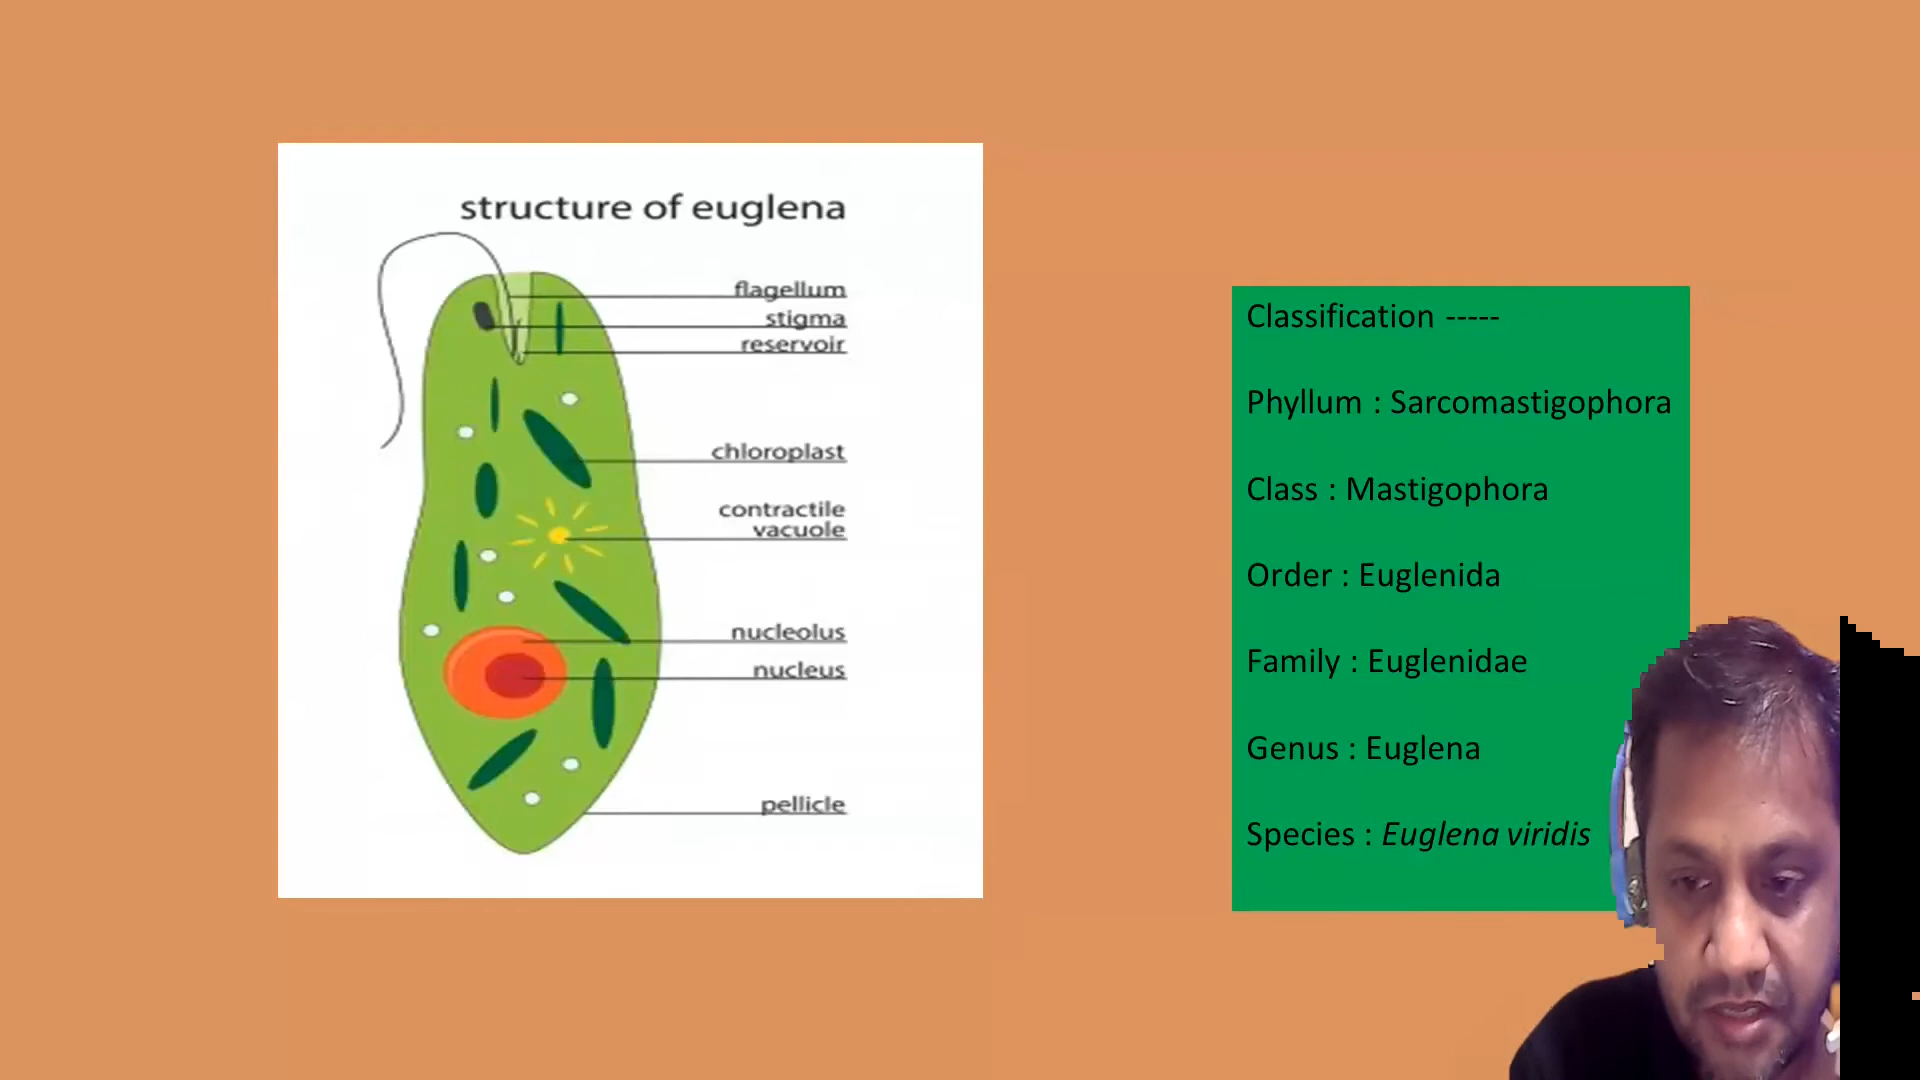 structure of euglena
flagellum
stigma
reservoir
chloroplast
contractile
vacuole
nucleolus
nucleus
pellicle
Classification -----
Phyllum : Sarcomastigophora
Class : Mastigophora
Order : Euglenida
Family : Euglenidae
Genus : Euglena
Species : Euglena viridis